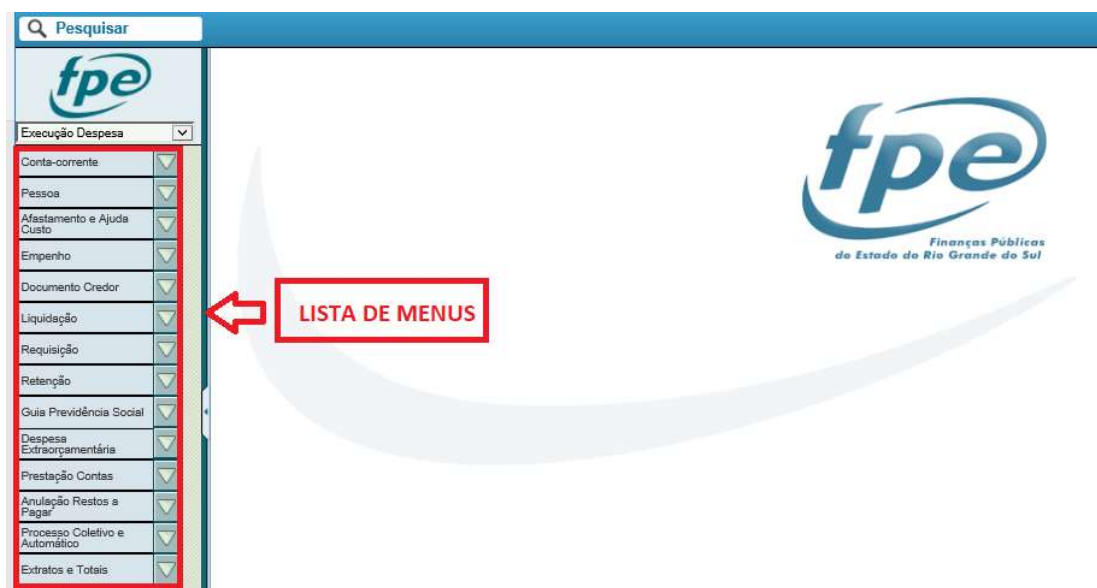 Pesquisar
fpe
Execução Despesa
Conta-corrente
Pessoa
Afastamento e Ajuda
Custo
Empenho
Documento Credor
Liquidação
Requisição
Retenção
Guia Previdência Social
Despesa
Extraorçamentária
Prestação Contas
Anulação Restos a
Pagar
Processo Coletivo e
Automático
Extratos e Totais
LISTA DE MENUS
fpe
Finanças Públicas
do Estado do Rio Grande do Sul